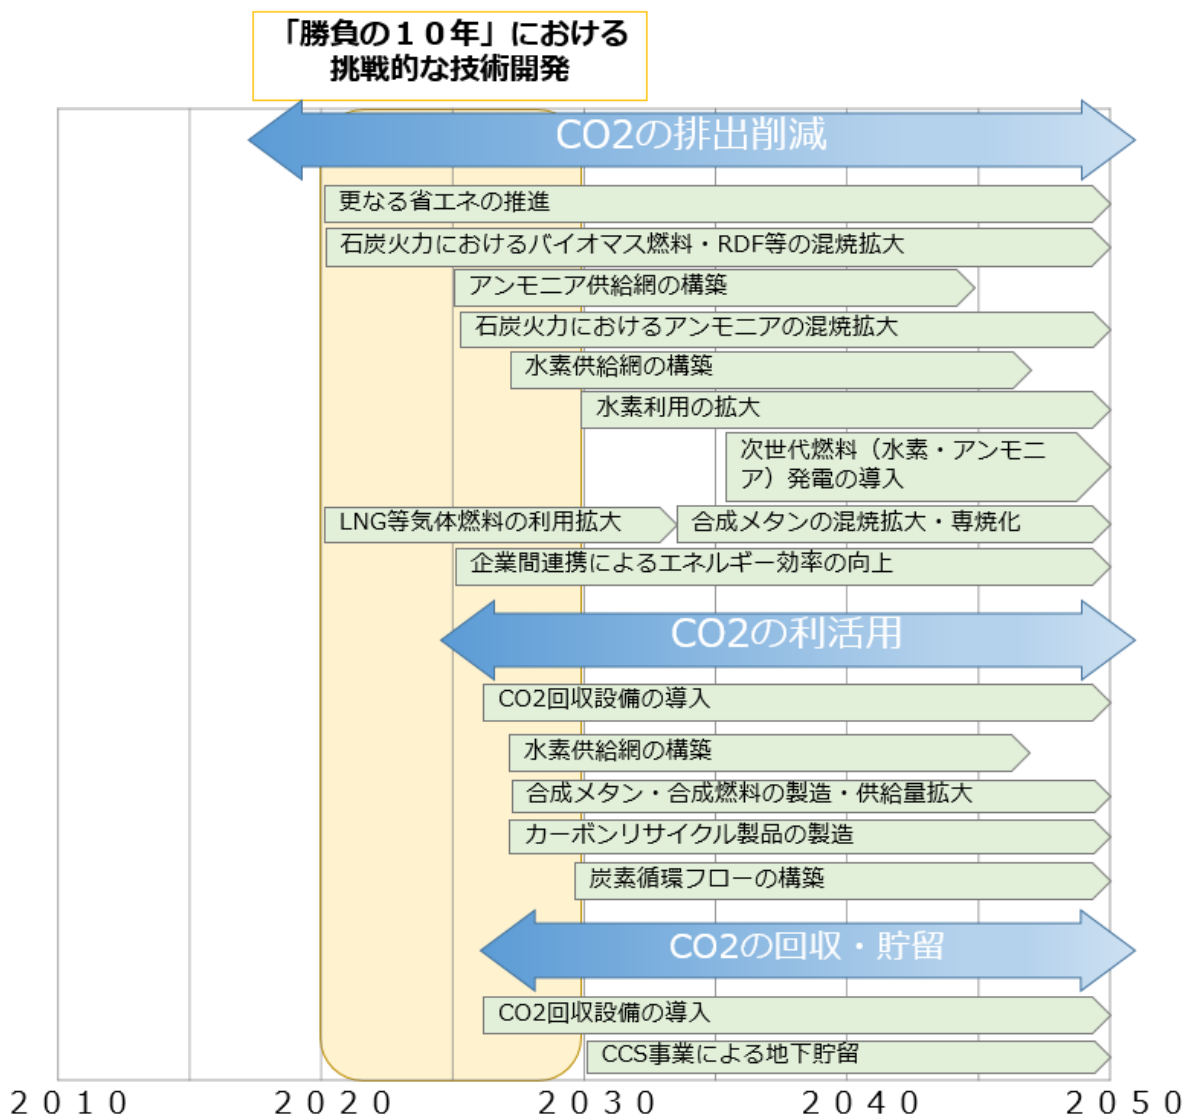 「勝負の１０年」における
挑戦的な技術開発
CO2の排出削減
更なる省エネの推進
石炭火力におけるバイオマス燃料・RDF等の混焼拡大
アンモニア供給網の構築
石炭火力におけるアンモニアの混焼拡大
水素供給網の構築
水素利用の拡大
次世代燃料（水素・アンモニ
ア）発電の導入
LNG等気体燃料の利用拡大
合成メタンの混焼拡大・専焼化
企業間連携によるエネルギー効率の向上
CO2の利活用
CO2回収設備の導入
水素供給網の構築
合成メタン・合成燃料の製造・供給量拡大
カーボンリサイクル製品の製造
炭素循環フローの構築
CO2の回収・貯留
CO2回収設備の導入
CCS事業による地下貯留
２０１０　２０２０　２０３０　２０４０　２０５０